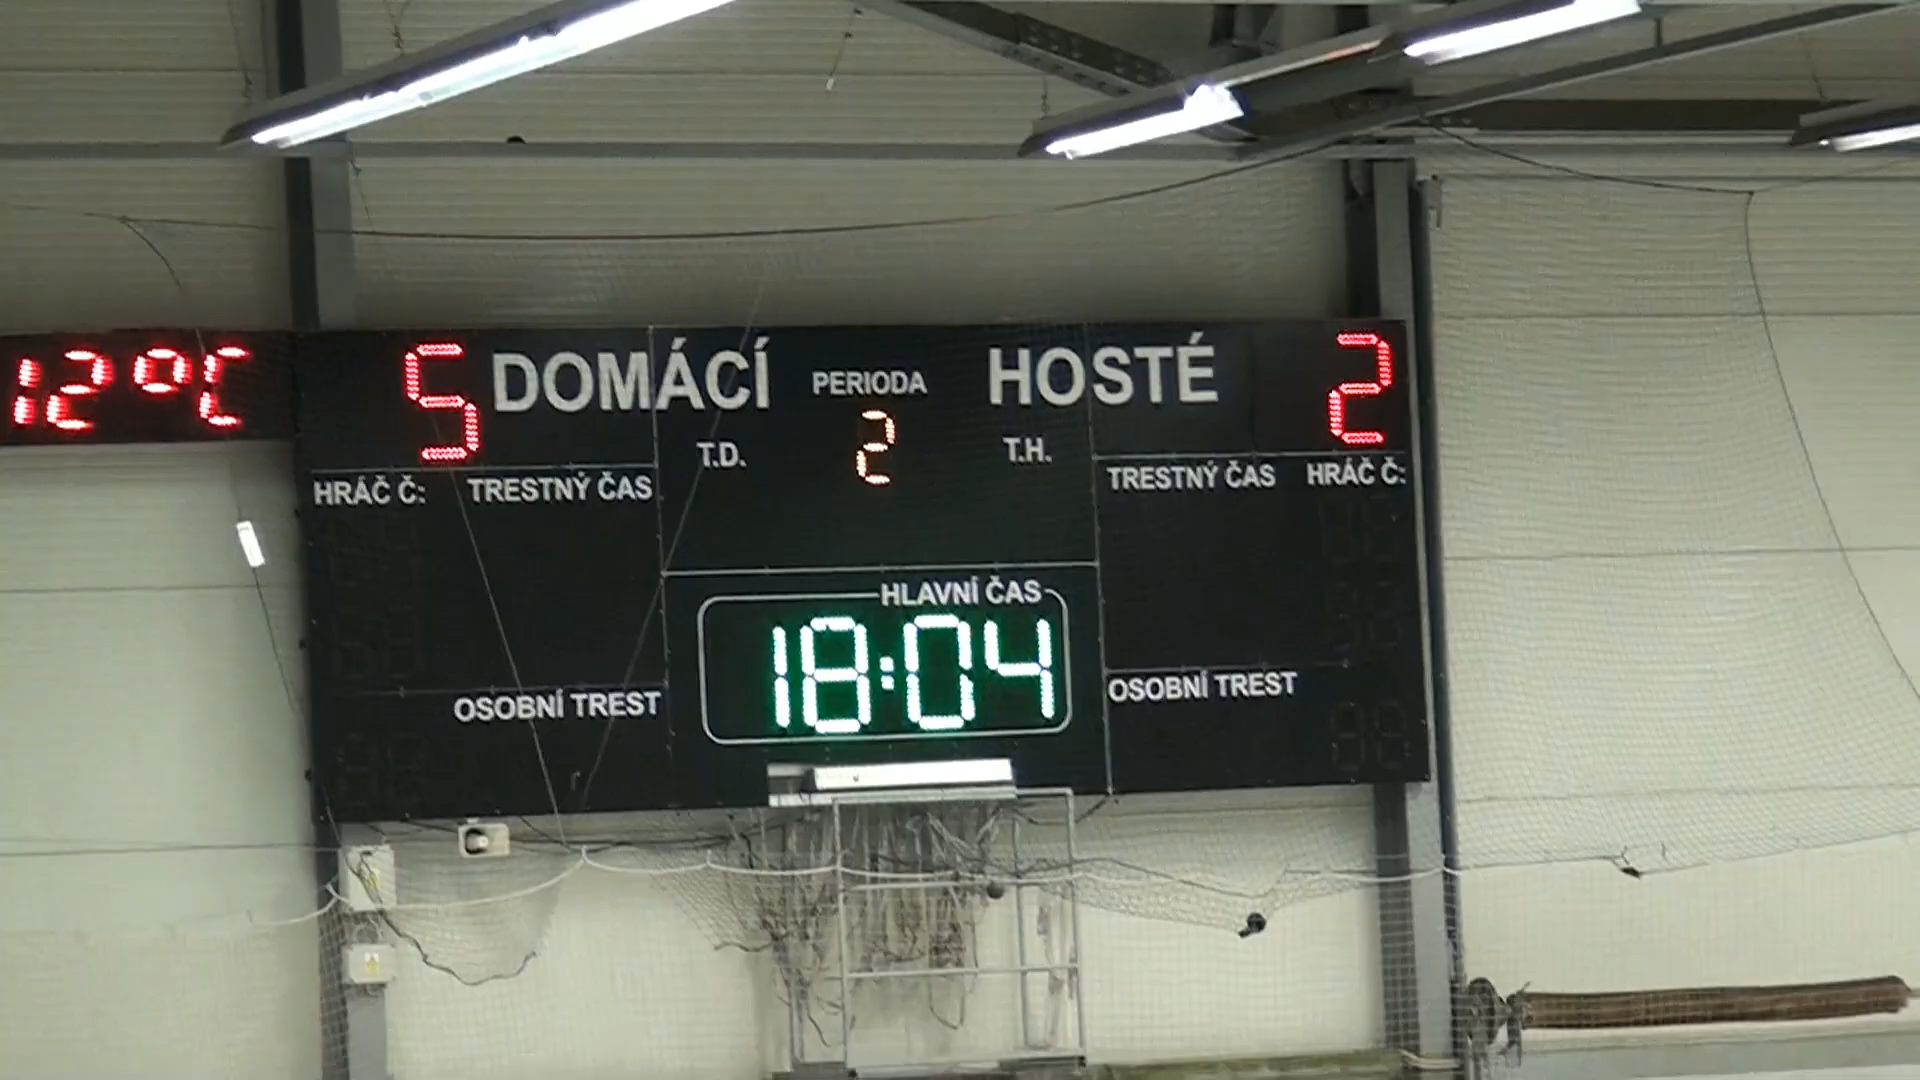 12°C
5 DOMÁCÍ PERIODA HOSTÉ 2
T.D. 2 T.H.
HRÁČ Č: TRESTNÝ ČAS TRESTNÝ ČAS HRÁČ Č:
HLAVNÍ ČAS
18:04
OSOBNÍ TREST OSOBNÍ TREST